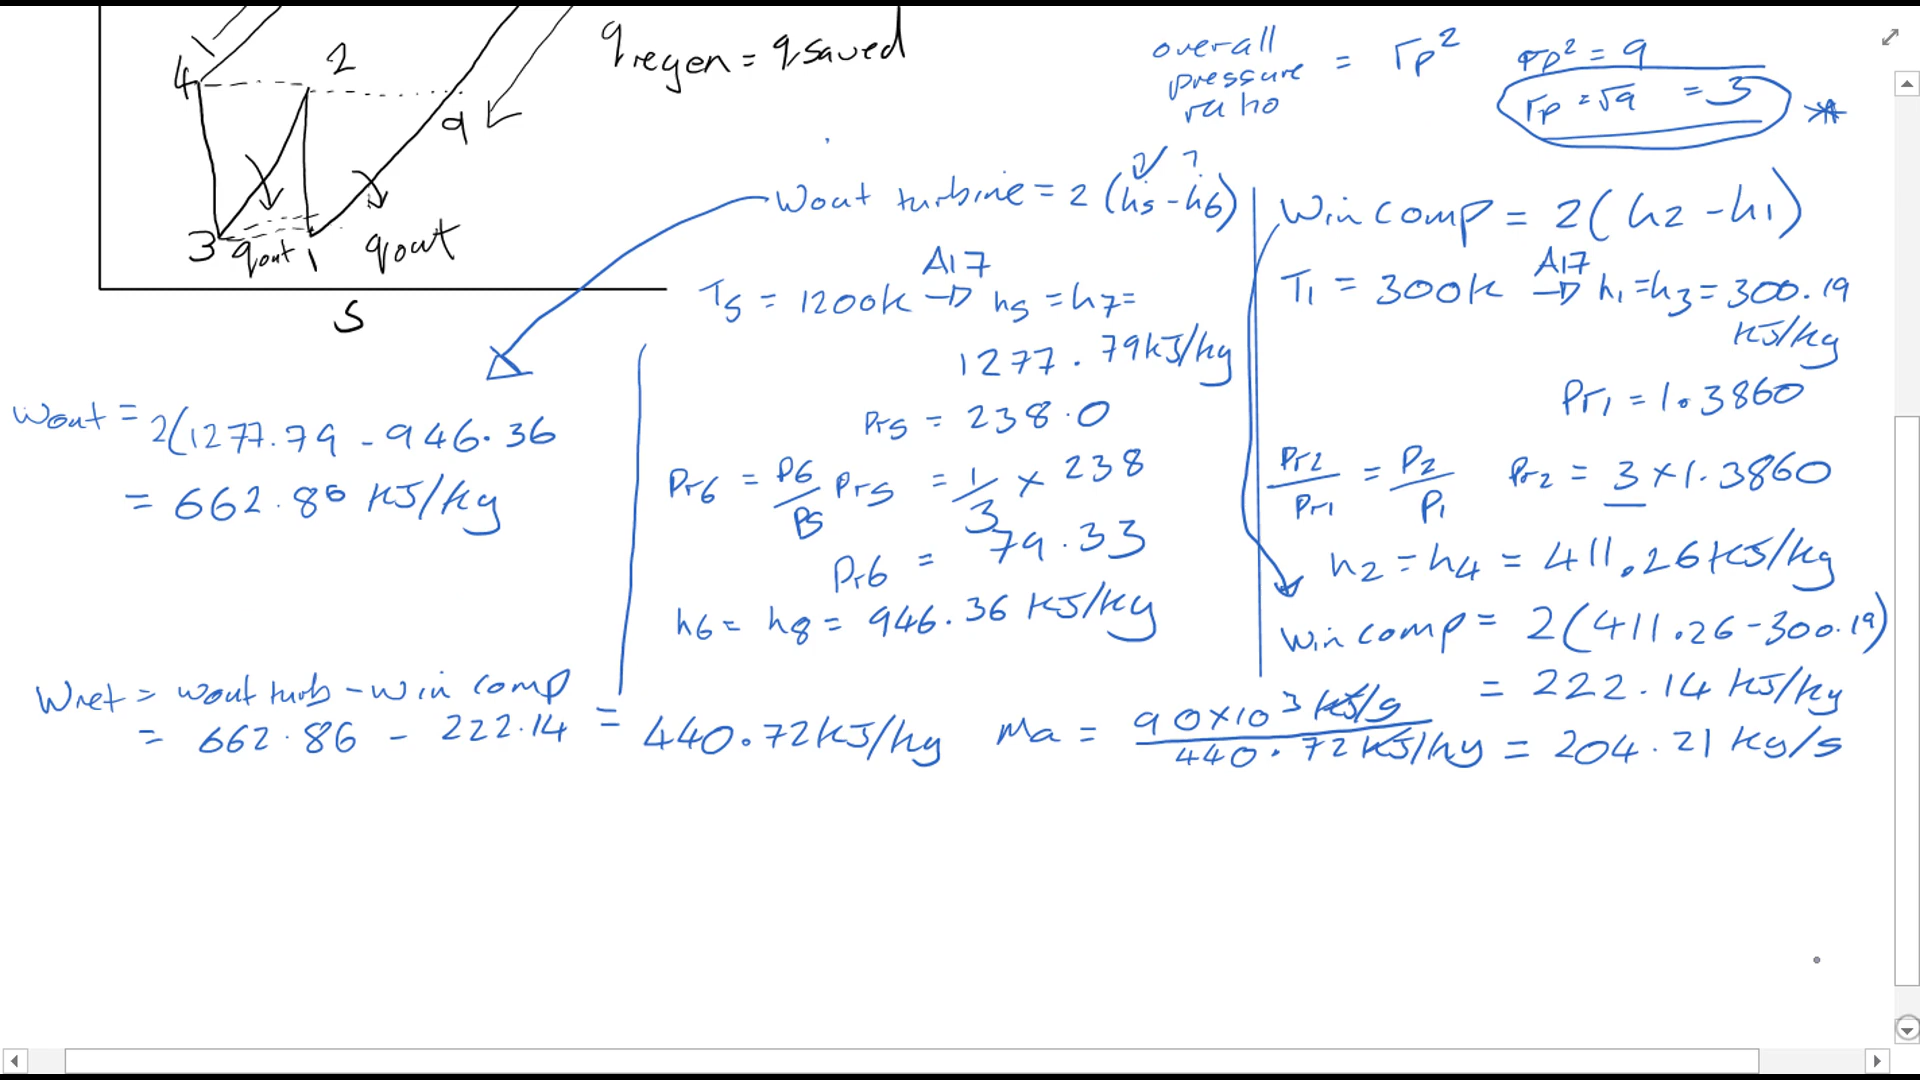 qregen = qsaved
4
2
9
3
qout
1
qout
S
overall pressure ratio = rp²
rp² = 9
rp = √9 = 3 *
✓ ?
Wout turbine = 2 (h5 - h6)
T5 = 1200K A17 → h5 = h7 =
1277.79 kJ/kg
Pr5 = 238.0
Pr6 = P6/P5 Pr5 = 1/3 × 238
Pr6 = 79.33
h6 = h8 = 946.36 KJ/kg
Win comp = 2(h2 - h1)
T1 = 300K A17 → h1 = h3 = 300.19
KJ/kg
Pr1 = 1.3860
Pr2/Pr1 = P2/P1 Pr2 = 3 × 1.3860
h2 = h4 = 411.26 KJ/kg
Win comp = 2(411.26 - 300.19)
= 222.14 KJ/kg
Wout = 2(1277.79 - 946.36
= 662.86 KJ/kg
Wnet = Wout turb - Win comp
= 662.86 - 222.14 = 440.72 KJ/kg
Ma = 90×10³ KJ/s / 440.72 KJ/kg = 204.21 Kg/s